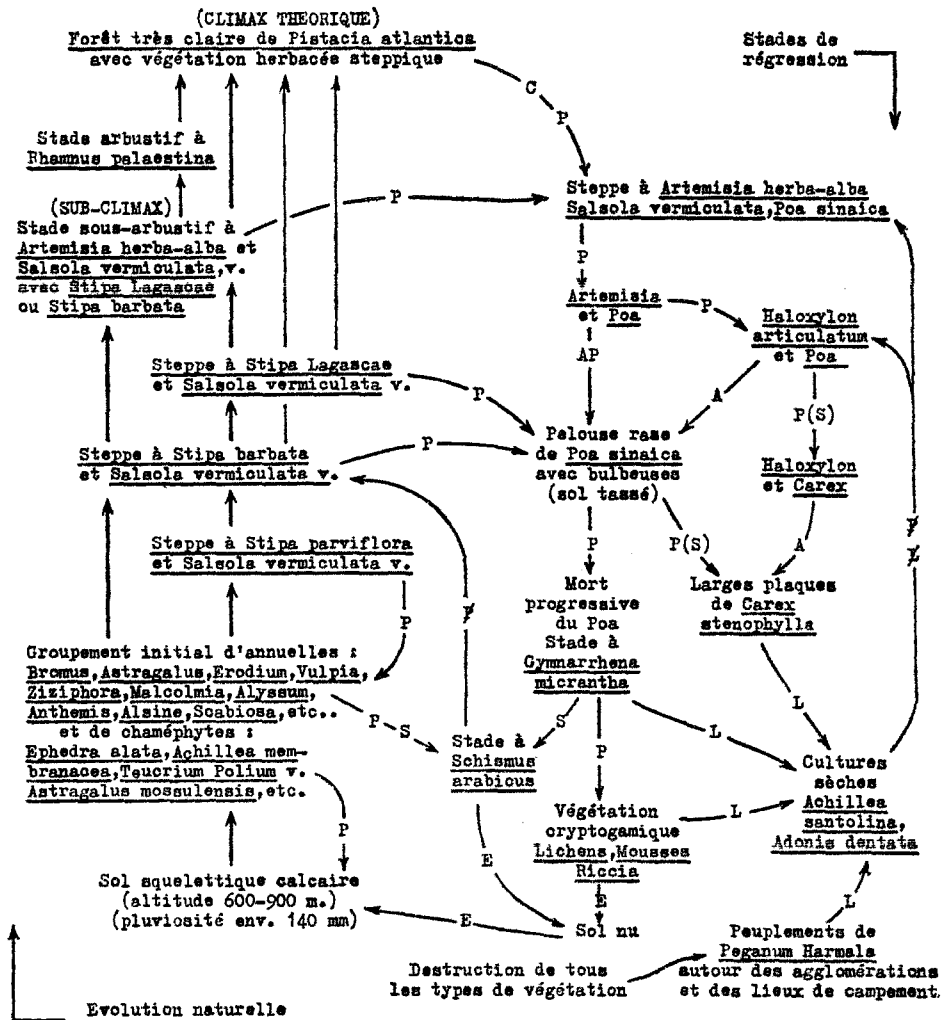 (CLIMAX THEORIQUE)
Forêt très claire de Pistacia atlantica
avec végétation herbacée steppique
Stades de
régression
C
P
Stade arbustif à
Rhamnus palaestina
(SUB-CLIMAX)
Stade sous-arbustif à
Artemisia herba-alba et
Salsola vermiculata, v.
avec Stipa Lagascae
ou Stipa barbata
P
Steppe à Artemisia herba-alba
Salsola vermiculata, Poa sinaica
P
Artemisia
et Poa
P
Haloxylon
articulatum
et Poa
AP
A
P(S)
Steppe à Stipa Lagascae
et Salsola vermiculata v.
P
Steppe à Stipa barbata
et Salsola vermiculata v.
P
Pelouse rase
de Poa sinaica
avec bulbeuses
(sol tassé)
Haloxylon
et Carex
P
P(S)
A
P̸
L̸
Steppe à Stipa parviflora
et Salsola vermiculata v.
P
P̸
Mort
progressive
du Poa
Stade à
Gymnarrhena
micrantha
Larges plaques
de Carex
stenophylla
Groupement initial d'annuelles :
Bromus, Astragalus, Erodium, Vulpia,
Ziziphora, Malcolmia, Alyssum,
Anthemis, Alsine, Scabiosa, etc..
et de chaméphytes :
Ephedra alata, Achillea mem-
branacea, Teucrium Polium v.
Astragalus mossulensis, etc.
P
S
Stade à
Schismus
arabicus
S
P
L
L
Cultures
sèches
Achillea
santolina,
Adonis dentata
P
Végétation
cryptogamique
Lichens, Mousses
Riccia
L
E
E
Sol squelettique calcaire
(altitude 600-900 m.)
(pluviosité env. 140 mm)
E
Sol nu
L
Peuplements de
Peganum Harmala
autour des agglomérations
et des lieux de campement.
Destruction de tous
les types de végétation
Evolution naturelle